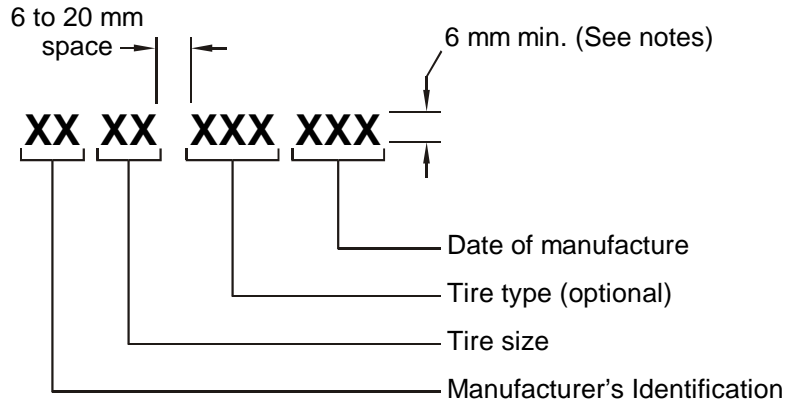 6 to 20 mm
space
6 mm min. (See notes)
XX XX XXX XXX
Date of manufacture
Tire type (optional)
Tire size
Manufacturer's Identification